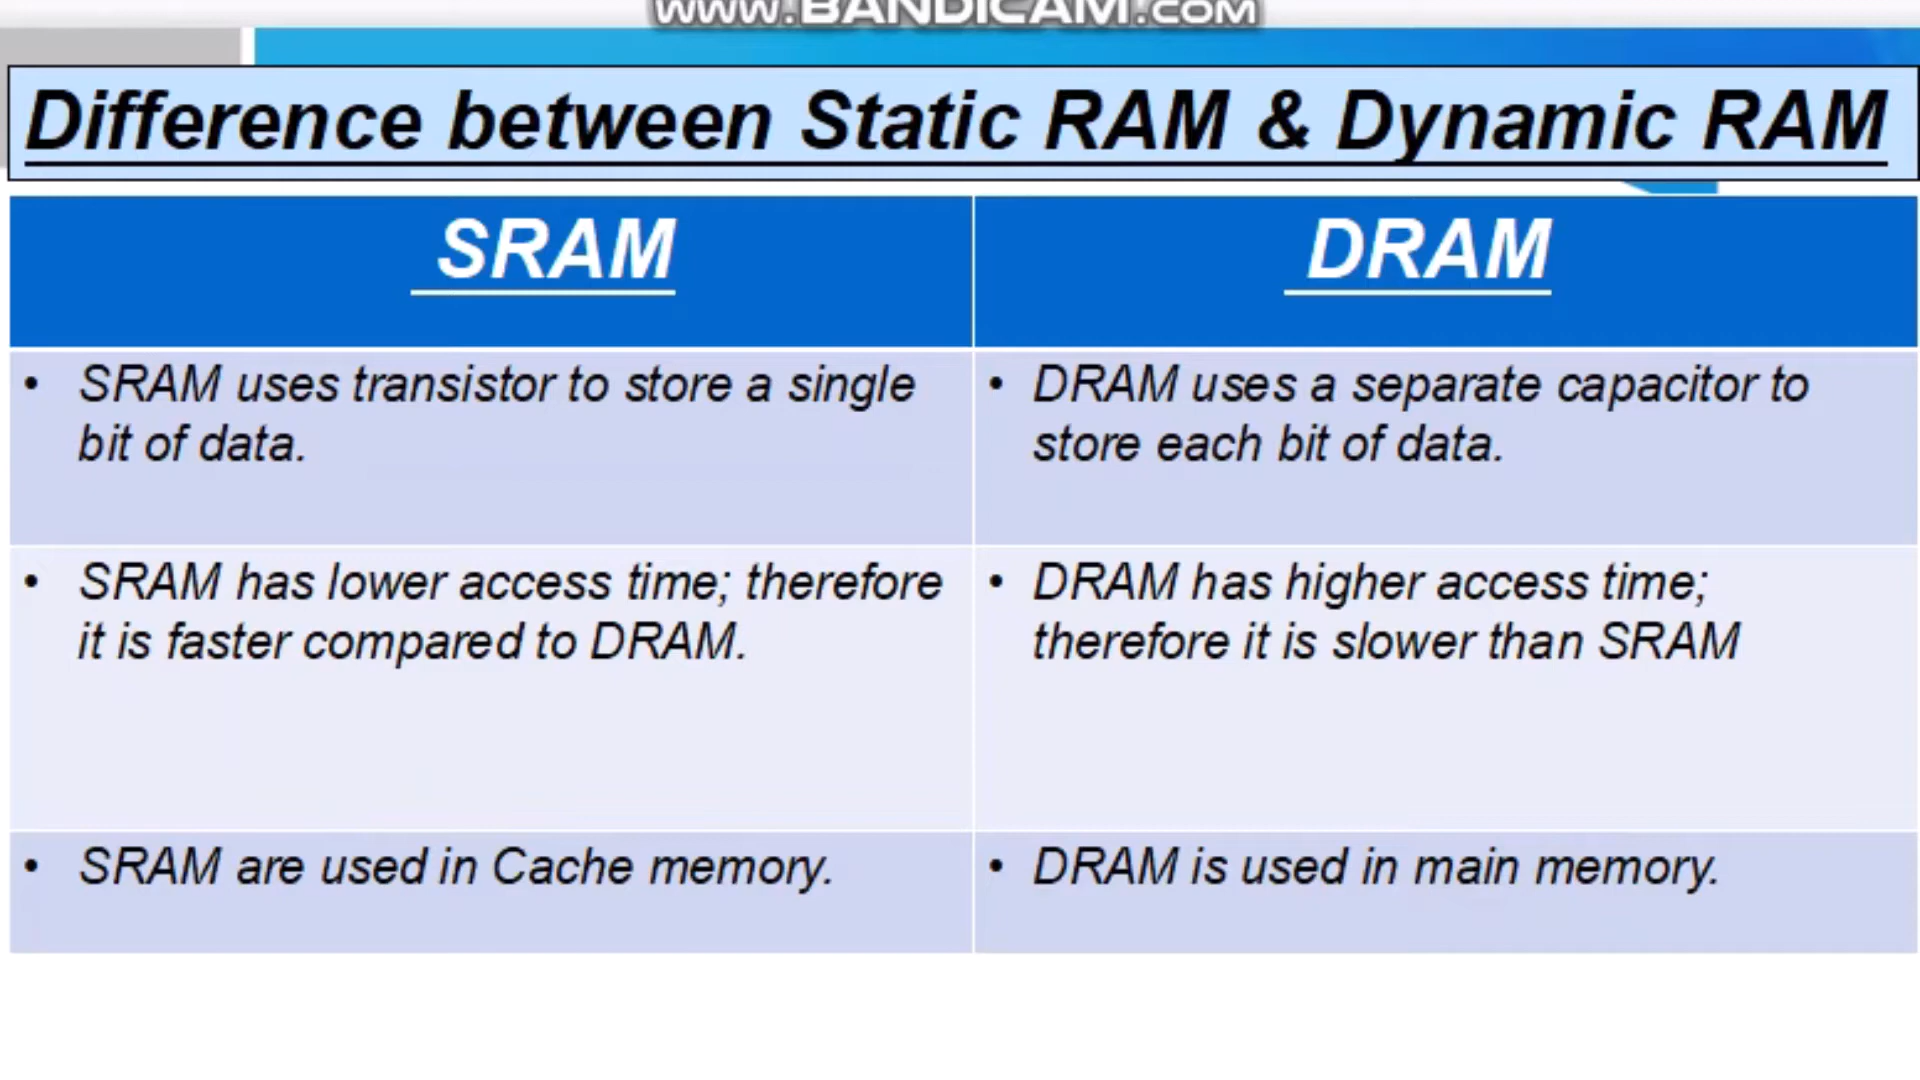 www.BANDICAM.com
Difference between Static RAM & Dynamic RAM
SRAM
DRAM
• SRAM uses transistor to store a single
bit of data.
• DRAM uses a separate capacitor to
store each bit of data.
• SRAM has lower access time; therefore
it is faster compared to DRAM.
• DRAM has higher access time;
therefore it is slower than SRAM
• SRAM are used in Cache memory.
• DRAM is used in main memory.